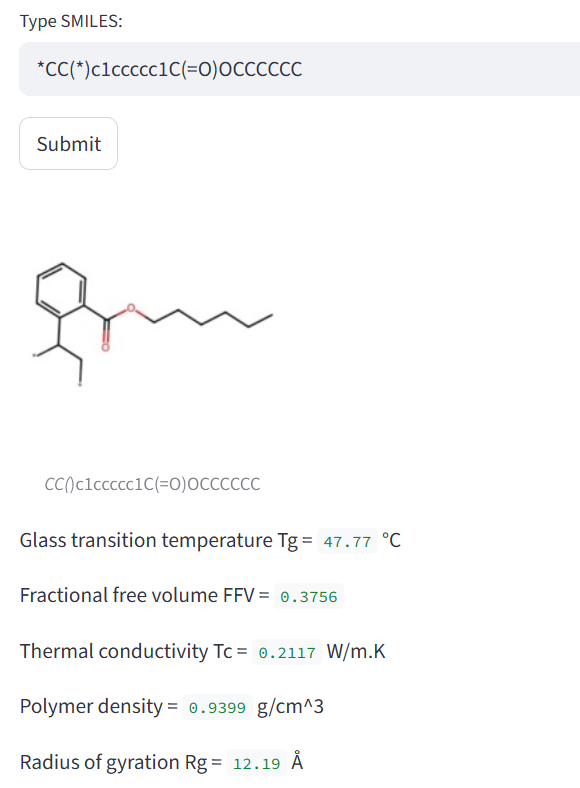 Type SMILES:
*CC(*)c1ccccc1C(=O)OCCCCCC
Submit
O
O
CC()c1ccccc1C(=O)OCCCCCC
Glass transition temperature Tg = 47.77 °C
Fractional free volume FFV = 0.3756
Thermal conductivity Tc = 0.2117 W/m.K
Polymer density = 0.9399 g/cm^3
Radius of gyration Rg = 12.19 Å